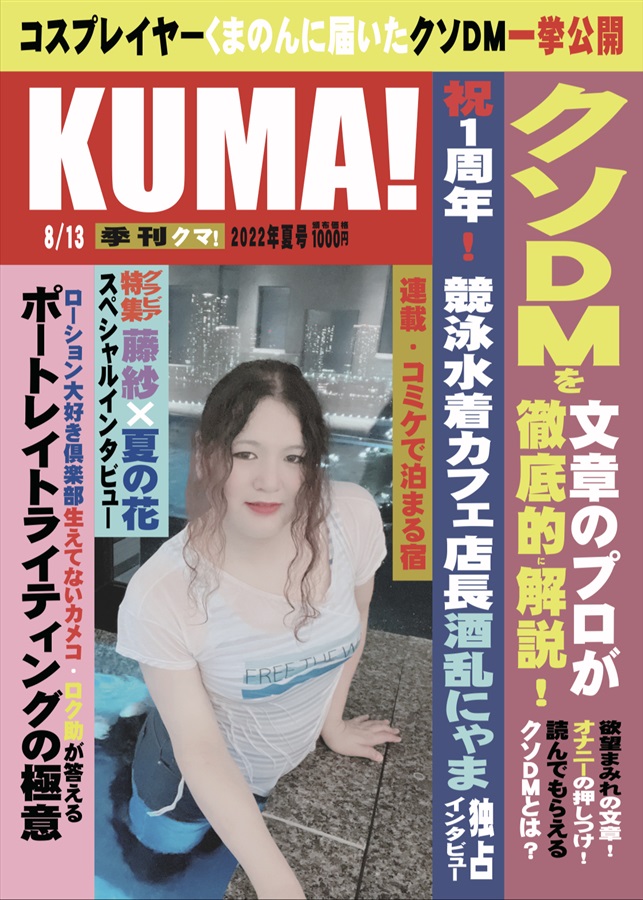 コスプレイヤーくまのんに届いたクソDM一挙公開
KUMA!
8/13 季刊クマ! 2022年夏号 頒布価格1000円
クソDMを
文章のプロが
徹底的に解説！
欲望まみれの文章！
オナニーの押しつけ！
読んでもらえる
クソDMとは？
祝1周年！ 競泳水着カフェ店長酒乱にやま 独占インタビュー
連載・コミケで泊まる宿
グラビア特集 藤紗×夏の花
スペシャルインタビュー
ローション大好き倶楽部生えてないカメコ・ロク助が答える
ポートレイトライティングの極意
FREE THE W